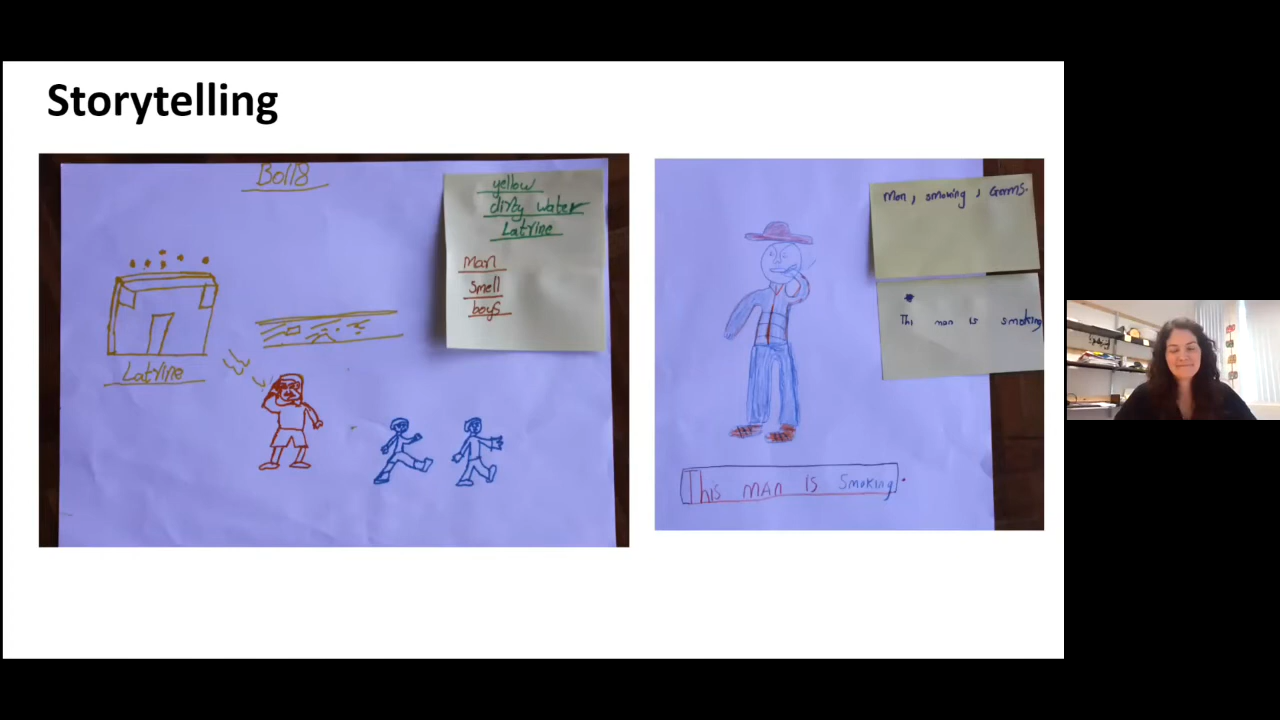 Storytelling
yellow
dirty water
Latrine
Man
smell
boys
Latrine
Man, smoking, Germs.
This man is smoking
This MAn Is Smoking.